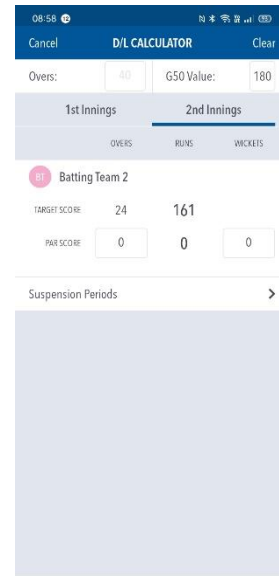 08:58
Cancel D/L CALCULATOR Clear
Overs: 40 G50 Value: 180
1st Innings 2nd Innings
OVERS RUNS WICKETS
BT Batting Team 2
TARGET SCORE 24 161
PAR SCORE 0 0 0
Suspension Periods